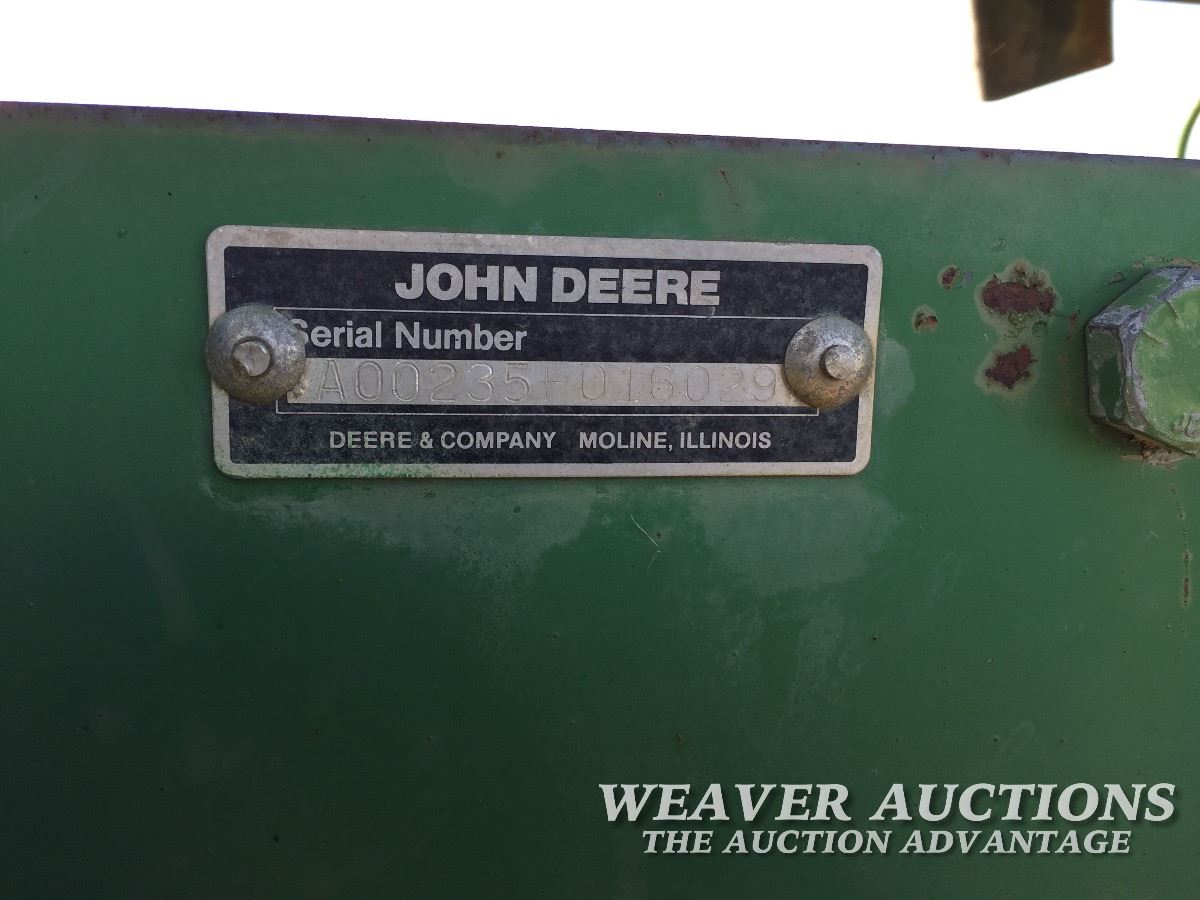 JOHN DEERE
Serial Number
A00235-016029
DEERE & COMPANY MOLINE, ILLINOIS
WEAVER AUCTIONS
THE AUCTION ADVANTAGE